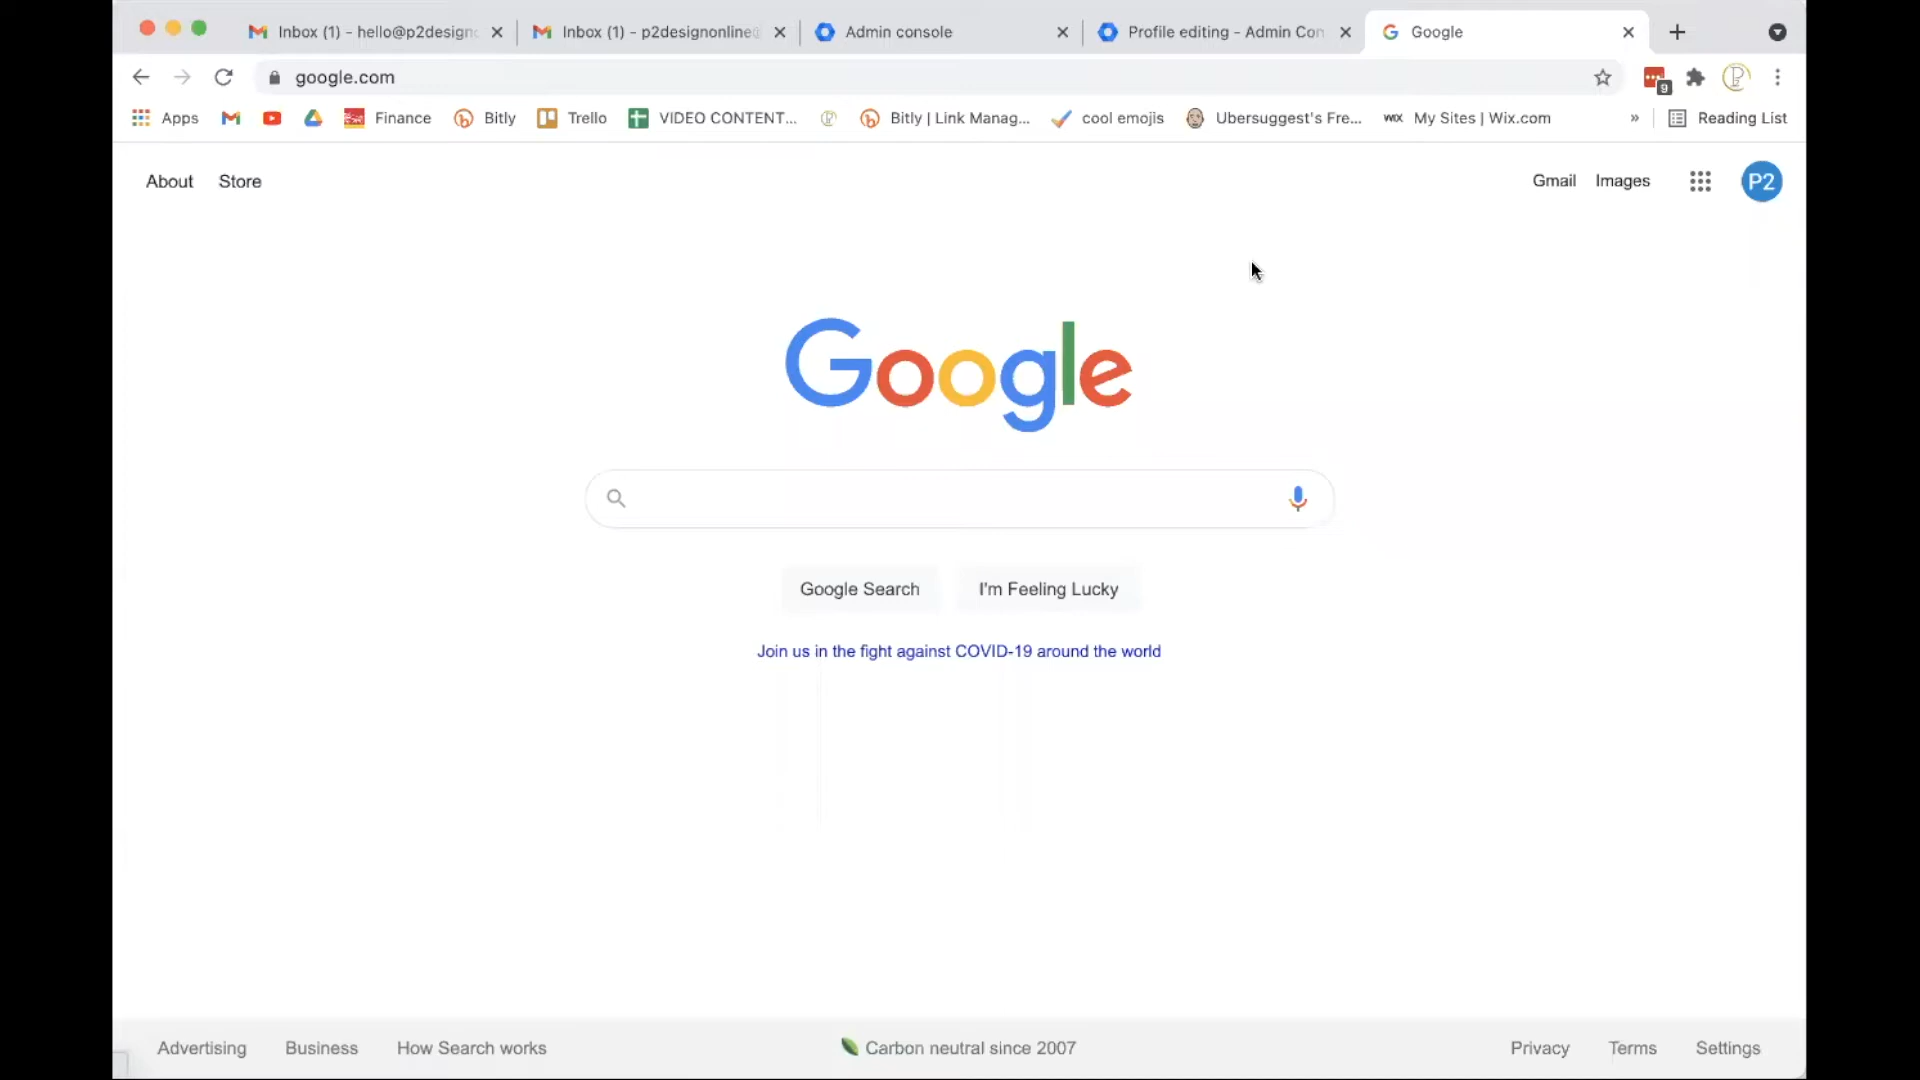 Inbox (1) - hello@p2design
Inbox (1) - p2designonline
Admin console
Profile editing - Admin Con
Google
google.com
9
Apps
Finance
Bitly
Trello
VIDEO CONTENT...
Bitly | Link Manag...
cool emojis
Ubersuggest's Fre...
WIX
My Sites | Wix.com
»
Reading List
About
Store
Gmail
Images
P2
Google
Google Search
I'm Feeling Lucky
Join us in the fight against COVID-19 around the world
Advertising
Business
How Search works
Carbon neutral since 2007
Privacy
Terms
Settings